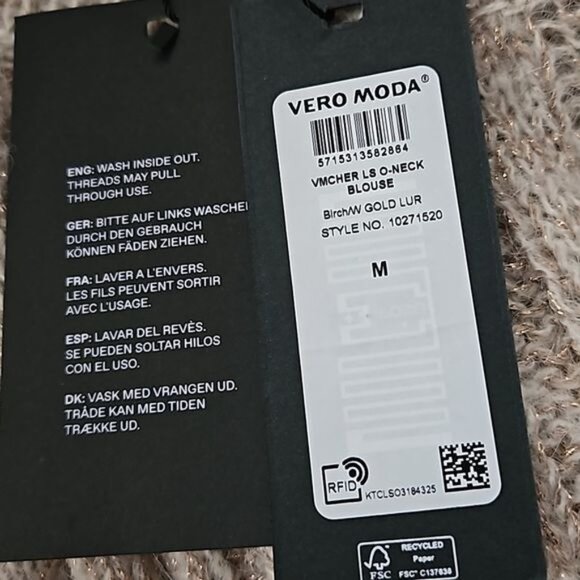 ENG: WASH INSIDE OUT.
THREADS MAY PULL
THROUGH USE.
GER: BITTE AUF LINKS WASCHE
DURCH DEN GEBRAUCH
KÖNNEN FÄDEN ZIEHEN.
FRA: LAVER A L'ENVERS.
LES FILS PEUVENT SORTIR
AVEC L'USAGE.
ESP: LAVAR DEL REVÈS.
SE PUEDEN SOLTAR HILOS
CON EL USO.
DK: VASK MED VRANGEN UD.
TRÅDE KAN MED TIDEN
TRÆKKE UD.
VERO MODA®
5715313582864
VMCHER LS O-NECK
BLOUSE
Birch/W GOLD LUR
STYLE NO. 10271520
M
RFID
KTCLSO3184325
FSC
RECYCLED
Paper
FSC® C137636